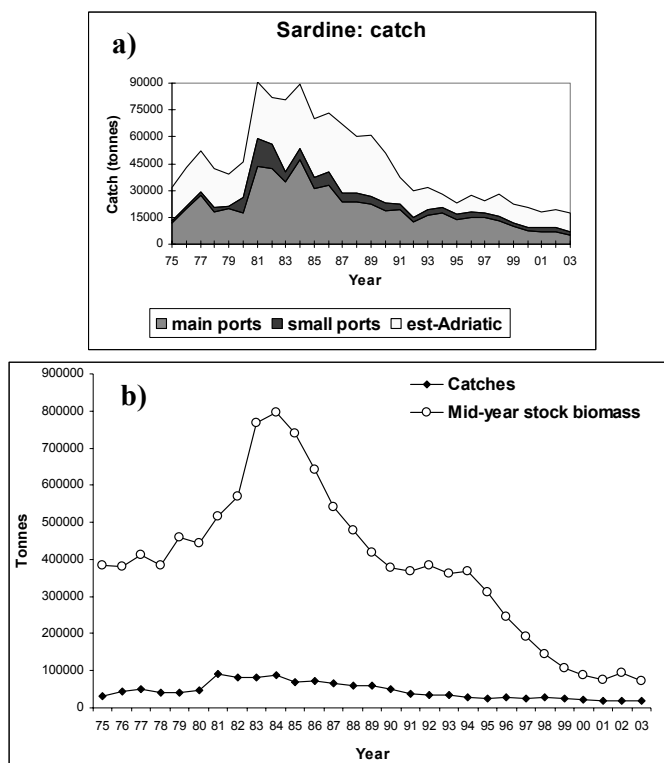 Sardine: catch
a)
90000
75000
60000
45000
30000
15000
0
Catch (tonnes)
75 77 79 81 83 85 87 89 91 93 95 97 99 01 03
Year
main ports small ports est-Adriatic
900000
800000
700000
600000
500000
400000
300000
200000
100000
0
b)
Catches
Mid-year stock biomass
Tonnes
75 76 77 78 79 80 81 82 83 84 85 86 87 88 89 90 91 92 93 94 95 96 97 98 99 00 01 02 03
Year